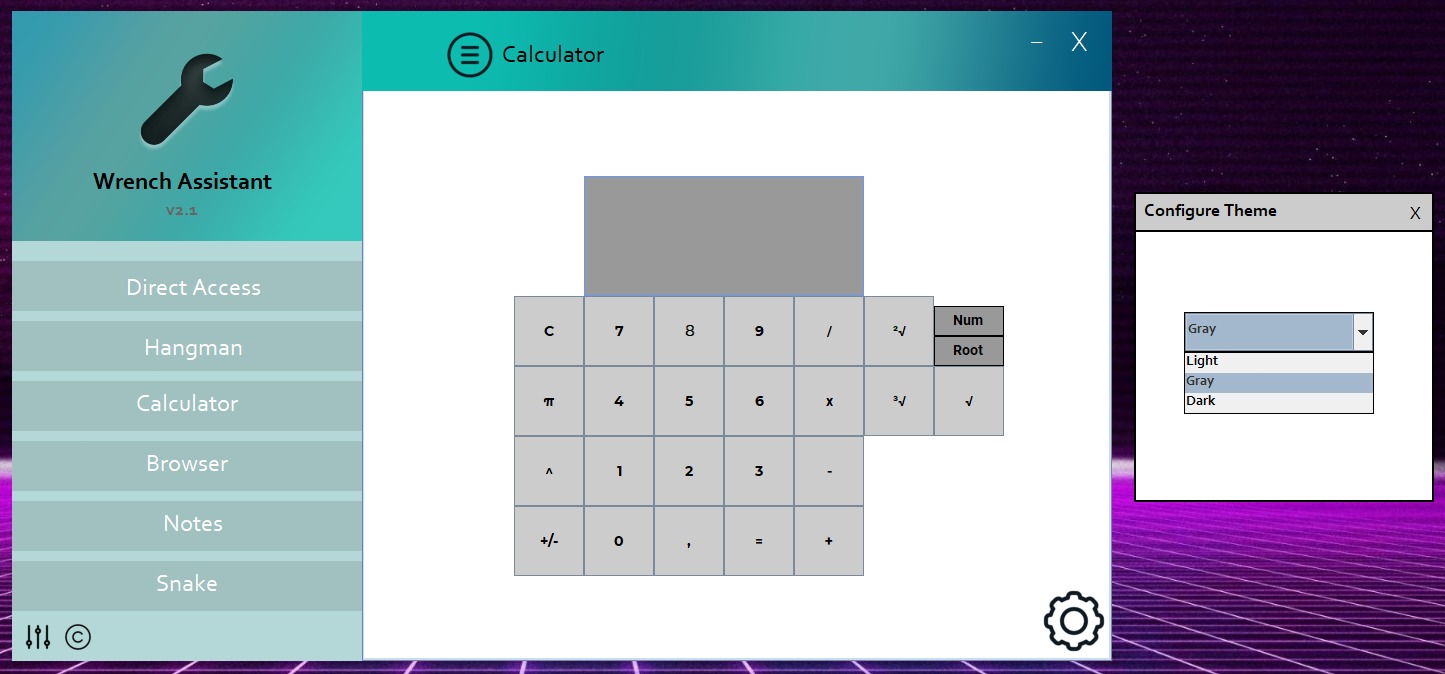 Wrench Assistant
v2.1
Direct Access
Hangman
Calculator
Browser
Notes
Snake
©
Calculator
– X
C 7 8 9 / ²√ Num
Root
π 4 5 6 x ³√ √
^ 1 2 3 -
+/- 0 , = +
Configure Theme X
Gray
Light
Gray
Dark